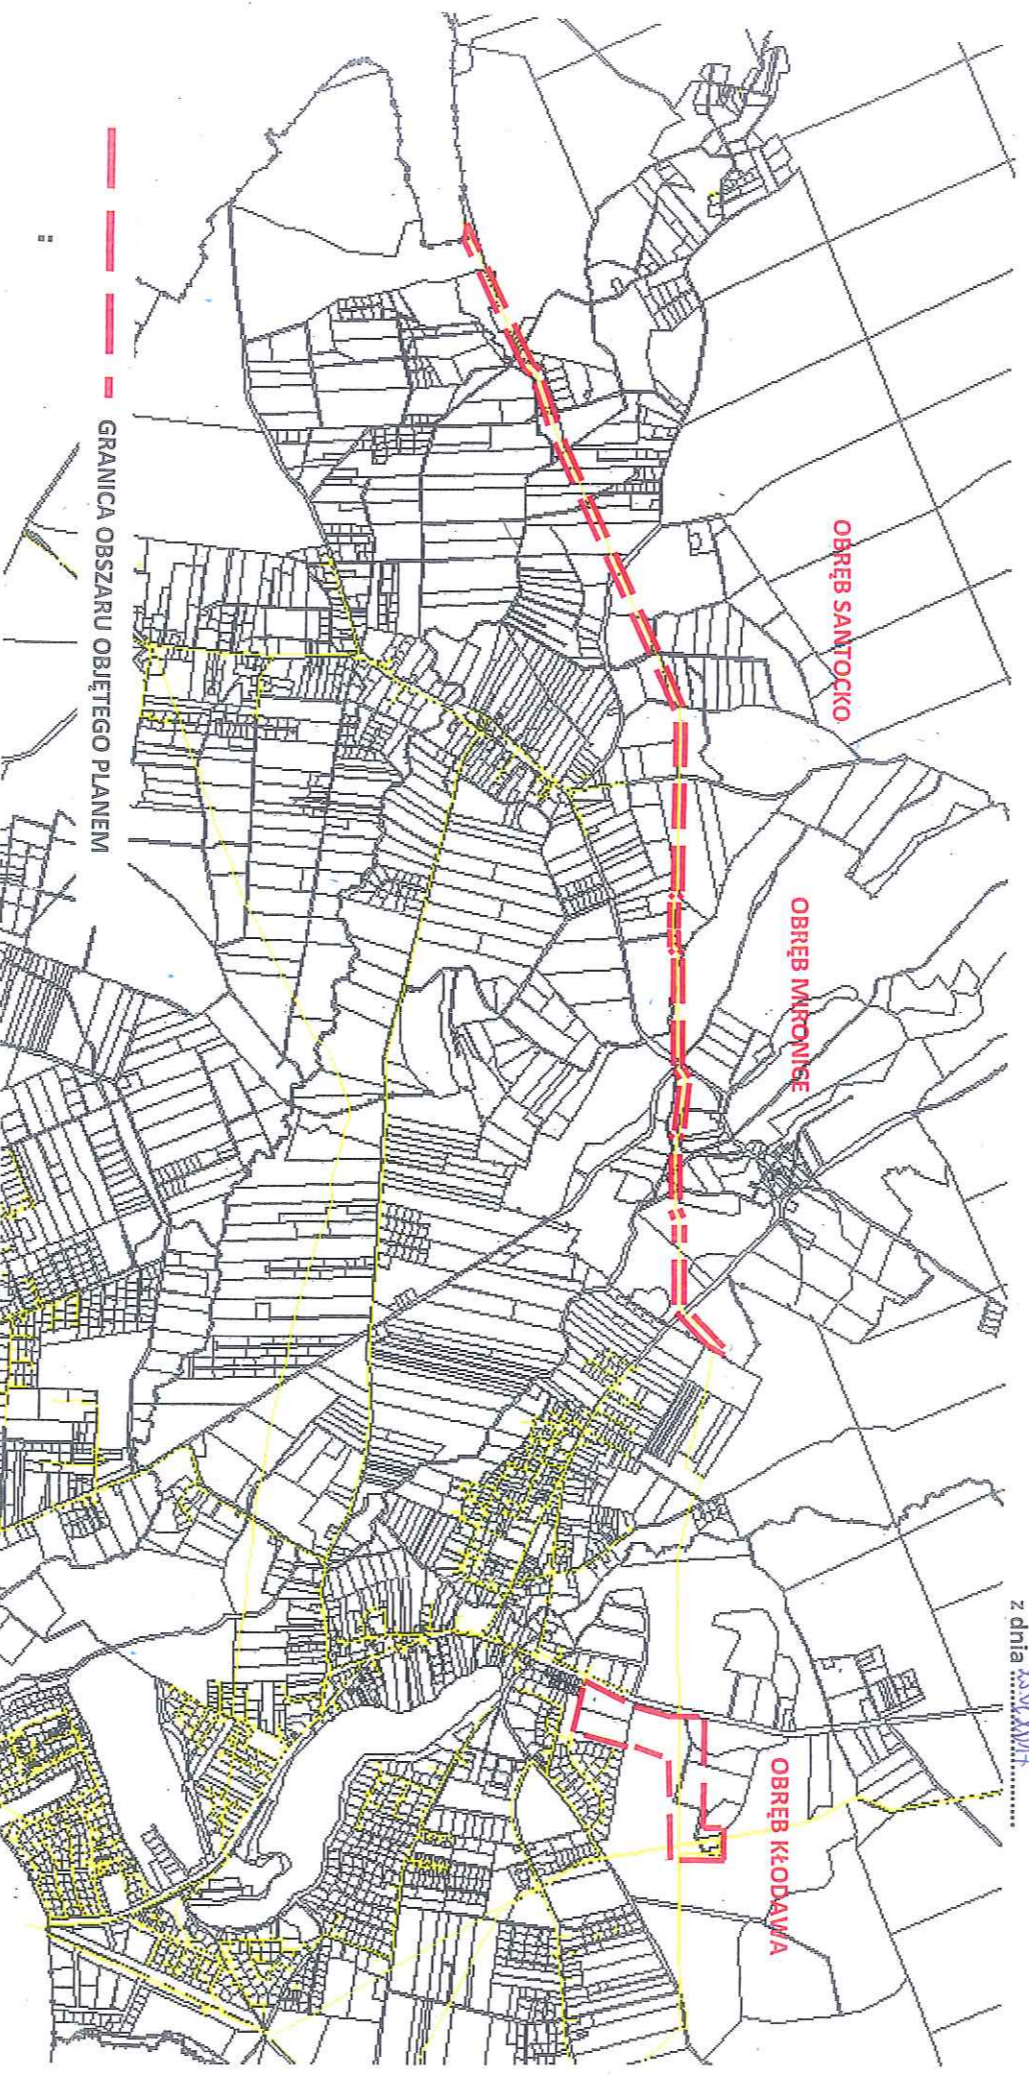 z dnia
OBRĘB SANTOCKO
OBRĘB MIRONICE
OBRĘB KŁODAWA
GRANICA OBSZARU OBJĘTEGO PLANEM